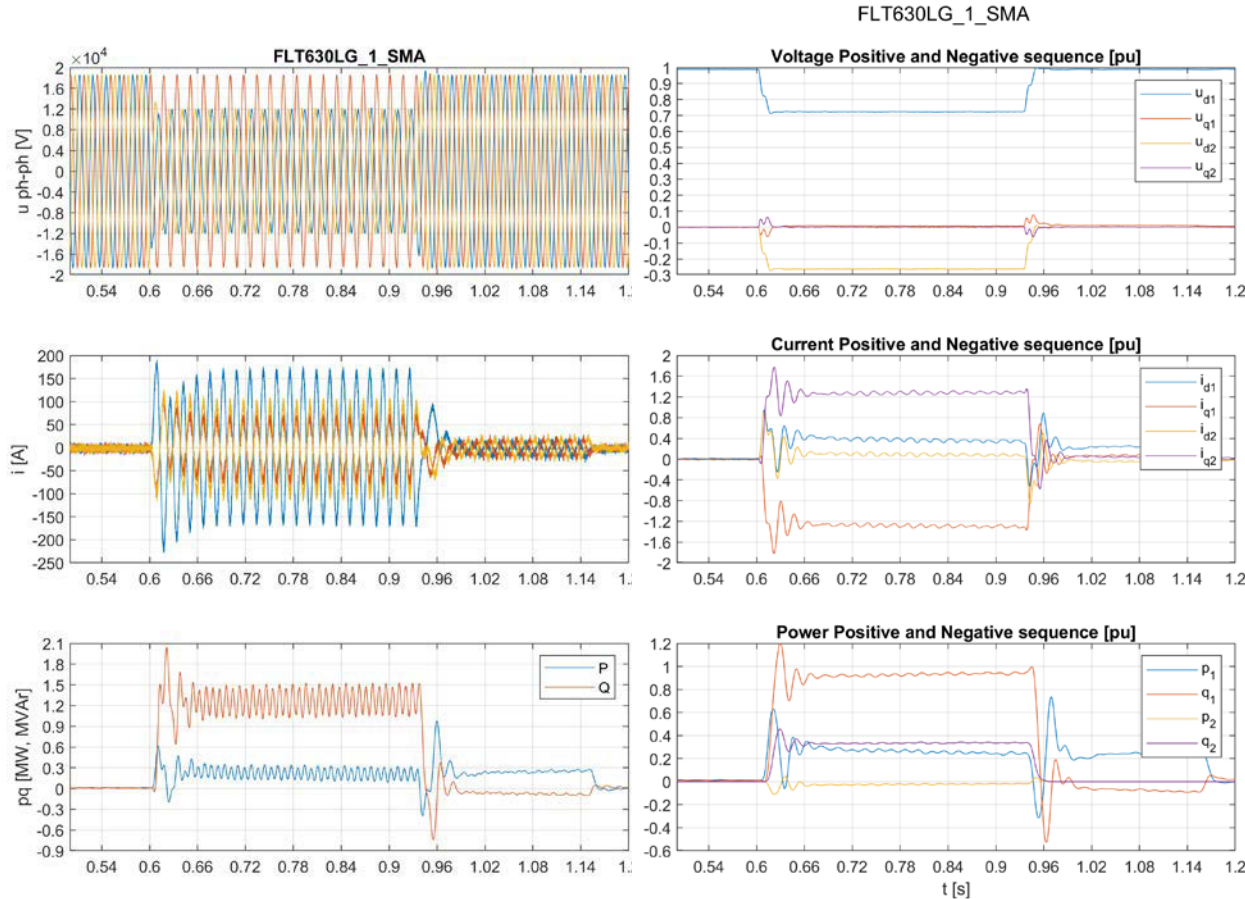 FLT630LG_1_SMA
×10⁴
FLT630LG_1_SMA
u ph-ph [V]
2
1.6
1.2
0.8
0.4
0
-0.4
-0.8
-1.2
-1.6
-2
0.54 0.6 0.66 0.72 0.78 0.84 0.9 0.96 1.02 1.08 1.14 1.2
Voltage Positive and Negative sequence [pu]
1
0.9
0.8
0.7
0.6
0.5
0.4
0.3
0.2
0.1
0
-0.1
-0.2
-0.3
u_d1
u_q1
u_d2
u_q2
0.54 0.6 0.66 0.72 0.78 0.84 0.9 0.96 1.02 1.08 1.14 1.2
i [A]
200
150
100
50
0
-50
-100
-150
-200
-250
0.54 0.6 0.66 0.72 0.78 0.84 0.9 0.96 1.02 1.08 1.14 1.2
Current Positive and Negative sequence [pu]
2
1.6
1.2
0.8
0.4
0
-0.4
-0.8
-1.2
-1.6
-2
i_d1
i_q1
i_d2
i_q2
0.54 0.6 0.66 0.72 0.78 0.84 0.9 0.96 1.02 1.08 1.14 1.2
pq [MW, MVAr]
2.1
1.8
1.5
1.2
0.9
0.6
0.3
0
-0.3
-0.6
-0.9
P
Q
0.54 0.6 0.66 0.72 0.78 0.84 0.9 0.96 1.02 1.08 1.14 1.2
Power Positive and Negative sequence [pu]
1.2
1
0.8
0.6
0.4
0.2
0
-0.2
-0.4
-0.6
p_1
q_1
p_2
q_2
0.54 0.6 0.66 0.72 0.78 0.84 0.9 0.96 1.02 1.08 1.14 1.2
t [s]